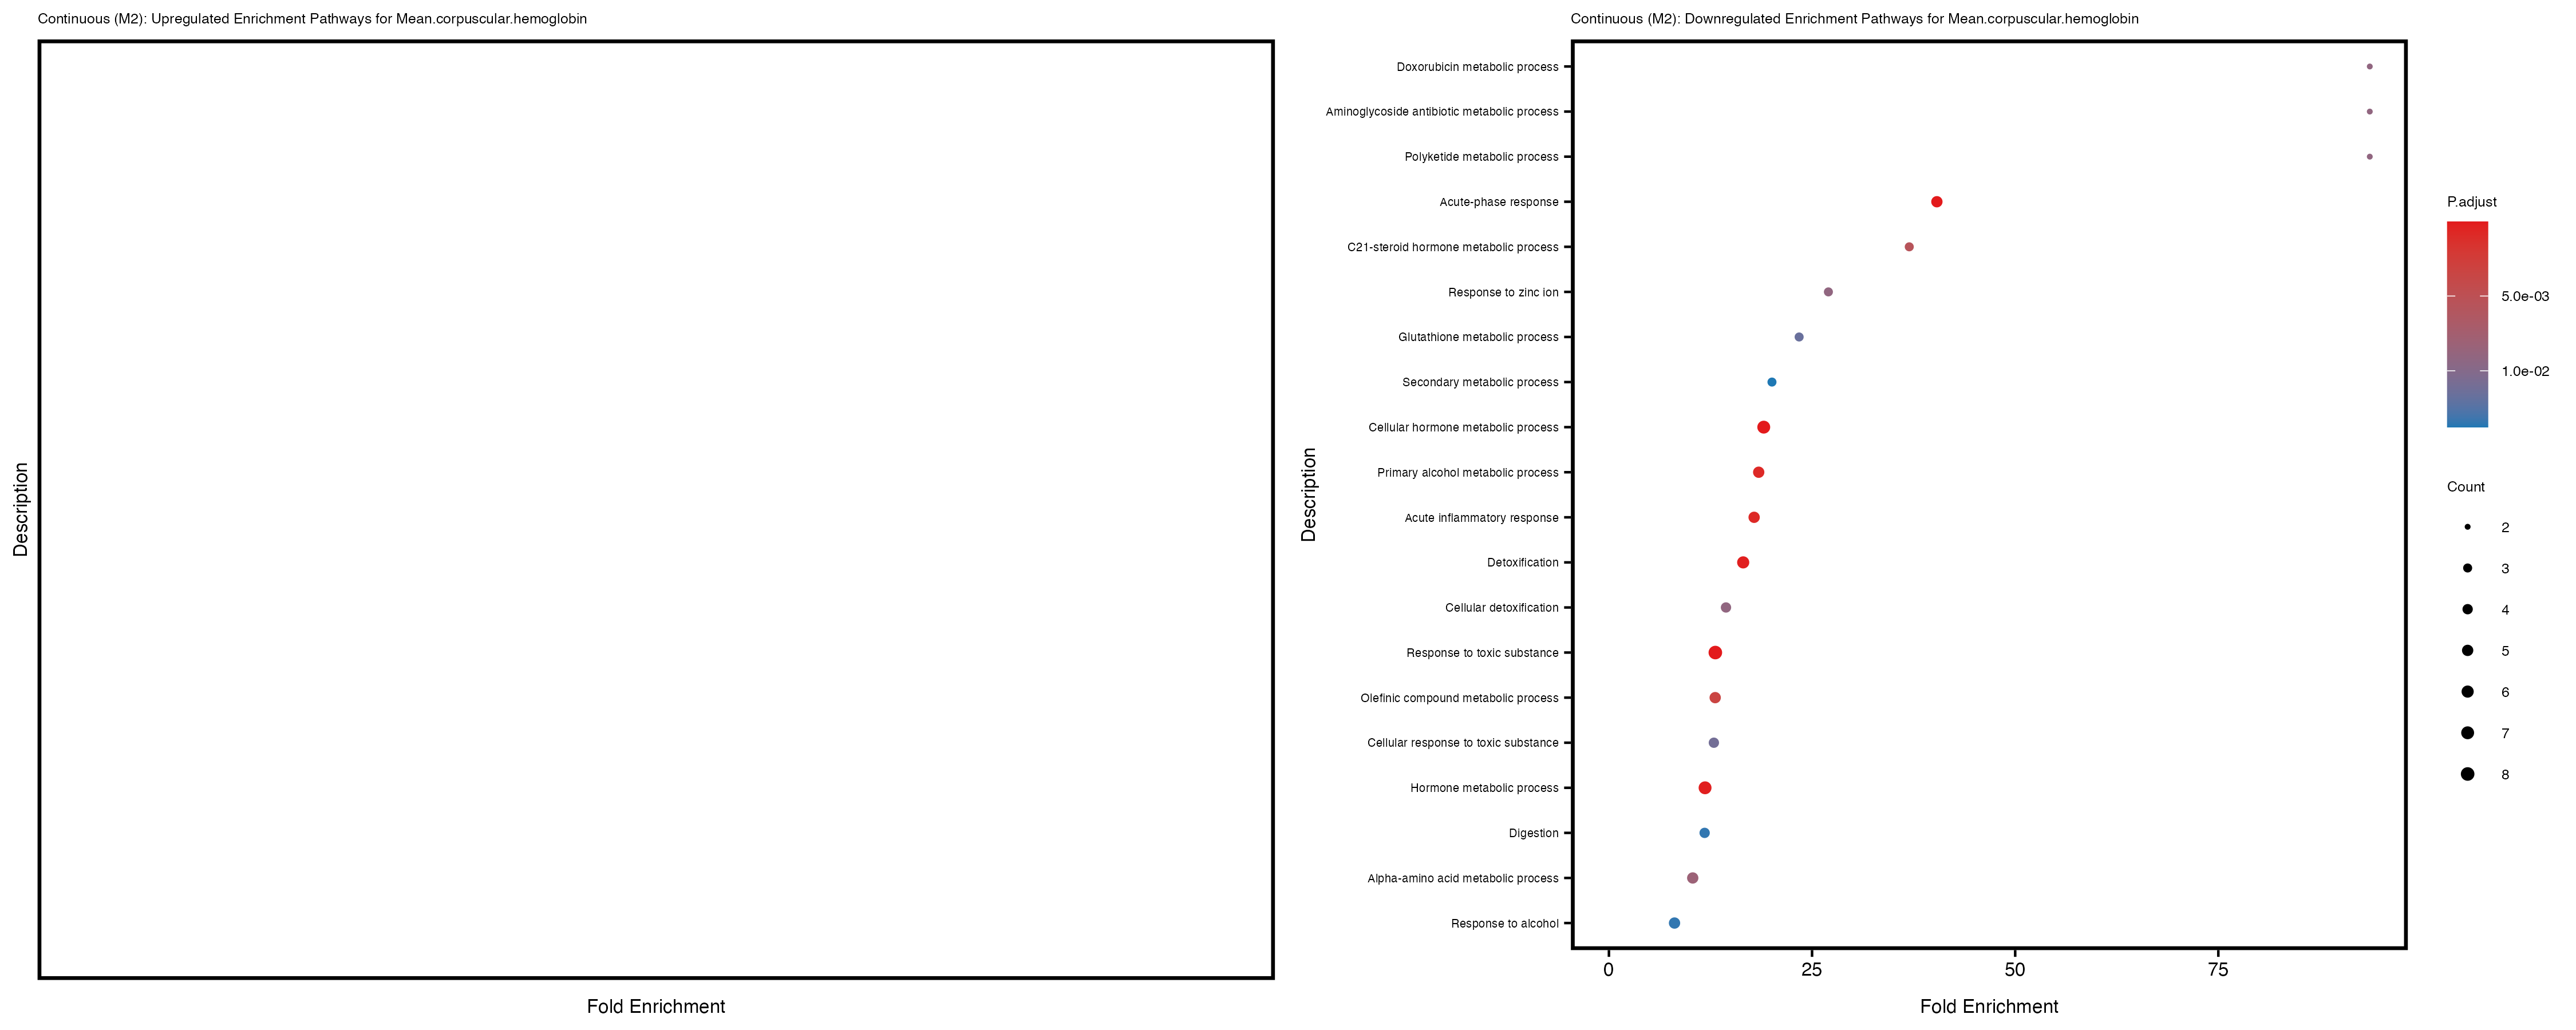 Continuous (M2): Upregulated Enrichment Pathways for Mean.corpuscular.hemoglobin
Description
Fold Enrichment
Continuous (M2): Downregulated Enrichment Pathways for Mean.corpuscular.hemoglobin
Description
Doxorubicin metabolic process
Aminoglycoside antibiotic metabolic process
Polyketide metabolic process
Acute-phase response
C21-steroid hormone metabolic process
Response to zinc ion
Glutathione metabolic process
Secondary metabolic process
Cellular hormone metabolic process
Primary alcohol metabolic process
Acute inflammatory response
Detoxification
Cellular detoxification
Response to toxic substance
Olefinic compound metabolic process
Cellular response to toxic substance
Hormone metabolic process
Digestion
Alpha-amino acid metabolic process
Response to alcohol
0 25 50 75
Fold Enrichment
P.adjust
5.0e-03
1.0e-02
Count
2
3
4
5
6
7
8